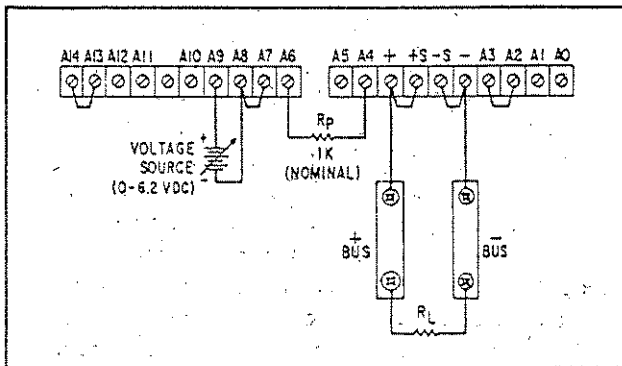 A14 A13 A12 A11 A10 A9 A8 A7 A6 A5 A4 + +S -S - A3 A2 A1 A0
RP
1K
(NOMINAL)
+
VOLTAGE
SOURCE
-
(0-6.2 VDC)
+
BUS
-
BUS
RL